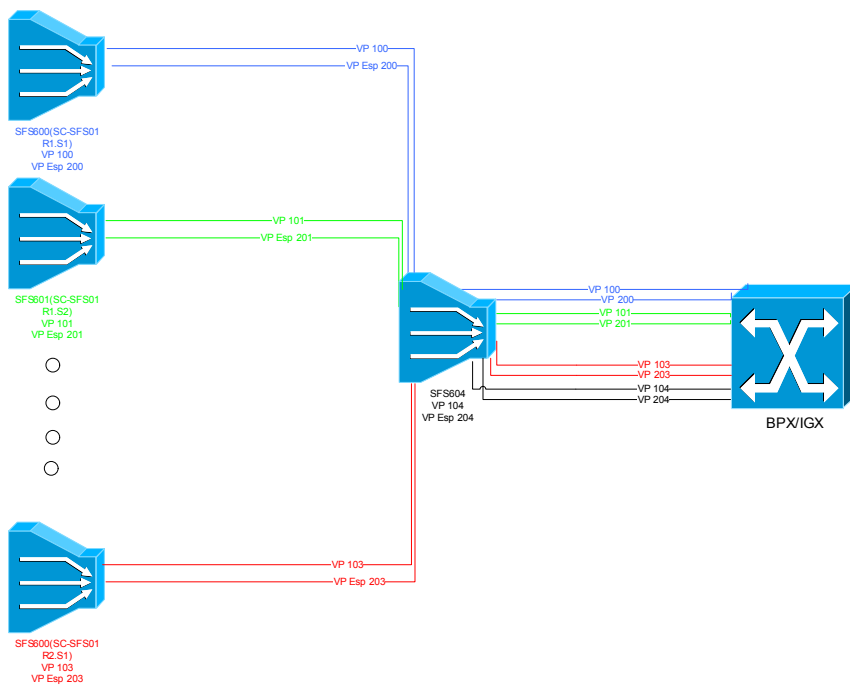 VP 100
VP Esp 200
SFS600(SC-SFS01
R1.S1)
VP 100
VP Esp 200
VP 101
VP Esp 201
SFS601(SC-SFS01
R1.S2)
VP 101
VP Esp 201
VP 100
VP 200
VP 101
VP 201
VP 103
VP 203
VP 104
VP 204
SFS604
VP 104
VP Esp 204
BPX/IGX
VP 103
VP Esp 203
SFS600(SC-SFS01
R2.S1)
VP 103
VP Esp 203